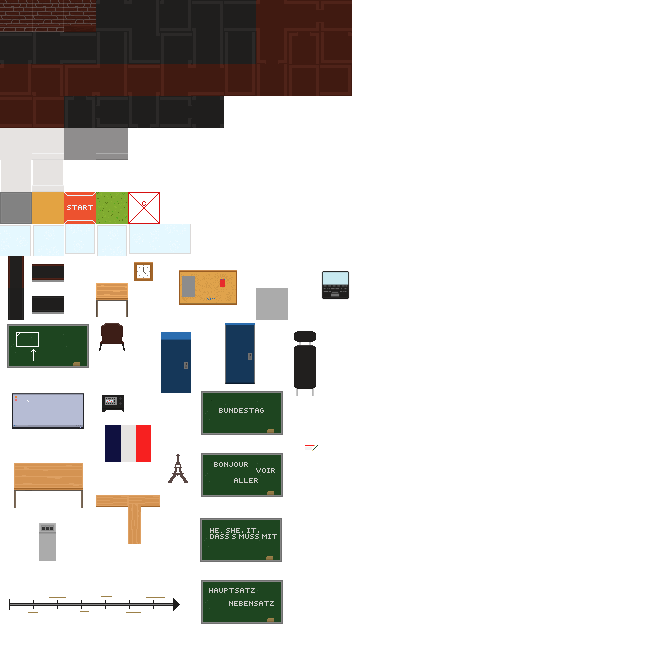 START
BUNDESTAG
BONJOUR
VOIR
ALLER
HE, SHE, IT,
DASS S MUSS MIT
HAUPTSATZ
NEBENSATZ